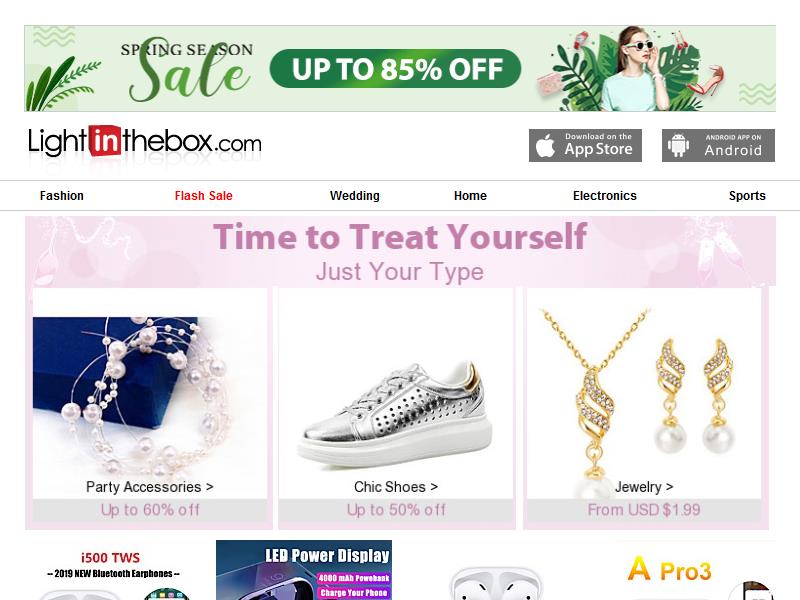 SPRING SEASON
Sale
UP TO 85% OFF
Lightinthebox.com
Download on the
App Store
ANDROID APP ON
Android
Fashion
Flash Sale
Wedding
Home
Electronics
Sports
Time to Treat Yourself
Just Your Type
Party Accessories >
Up to 60% off
Chic Shoes >
Up to 50% off
Jewelry >
From USD $1.99
i500 TWS
-- 2019 NEW Bluetooth Earphones --
LED Power Display
4000 mAh Powebank
Charge Your Phone
A Pro3